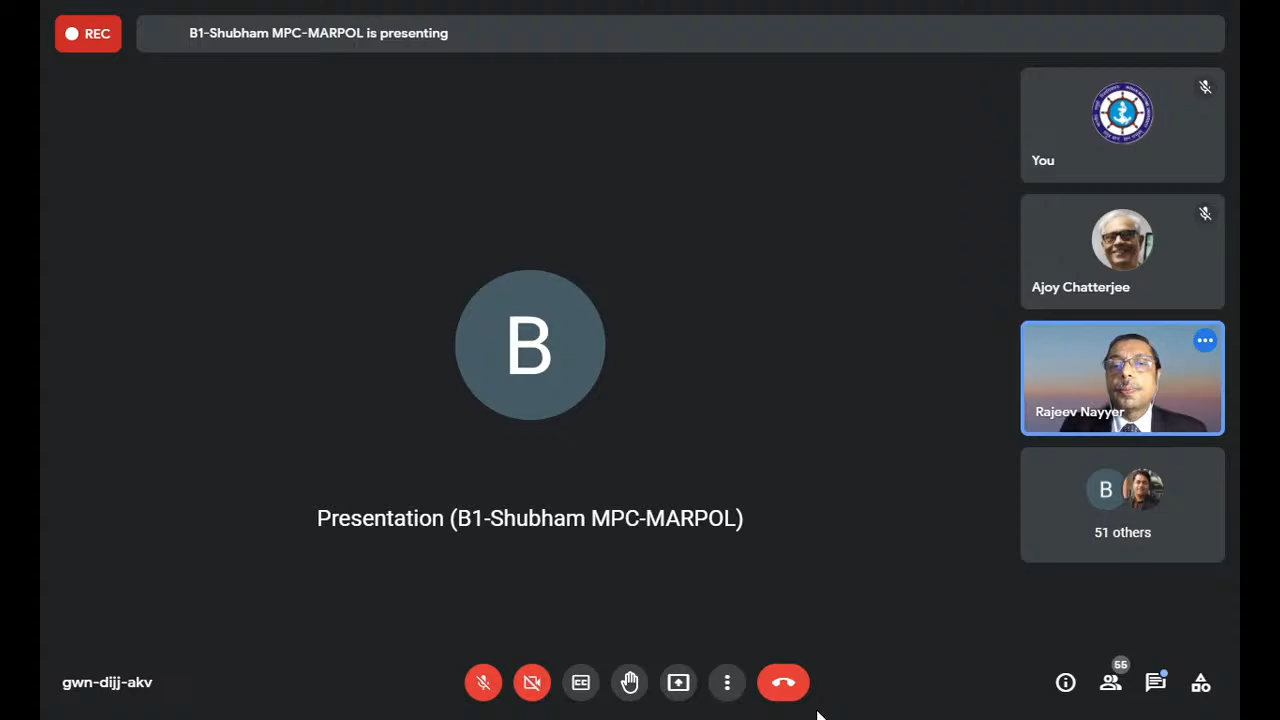 REC
B1-Shubham MPC-MARPOL is presenting
You
Ajoy Chatterjee
Rajeev Nayyer
B
51 others
B
Presentation (B1-Shubham MPC-MARPOL)
gwn-dijj-akv
CC
55